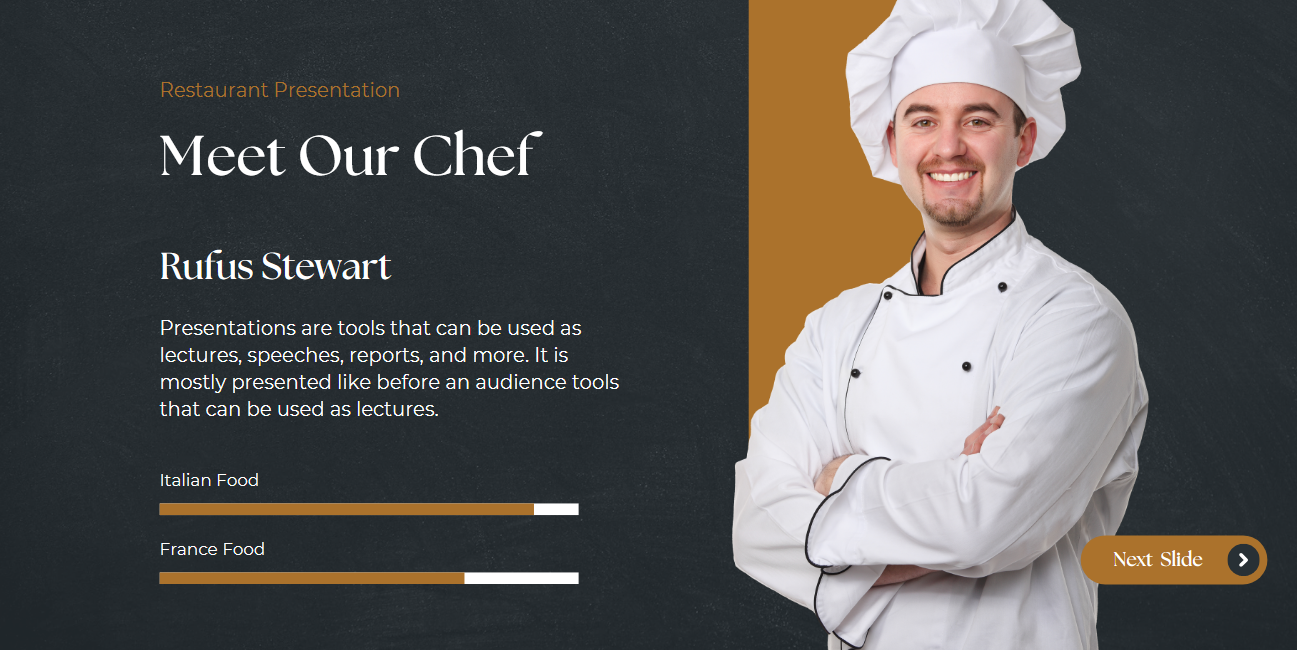 Restaurant Presentation
Meet Our Chef
Rufus Stewart
Presentations are tools that can be used as
lectures, speeches, reports, and more. It is
mostly presented like before an audience tools
that can be used as lectures.
Italian Food
France Food
Next Slide